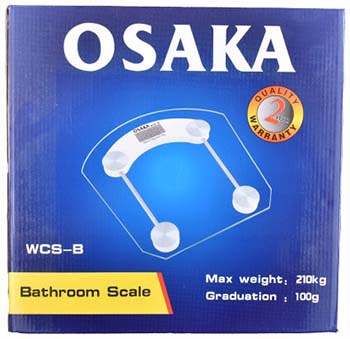 OSAKA
QUALITY
2
WARRANTY
OSAKA
WCS-B
Max weight: 210kg
Bathroom Scale
Graduation : 100g